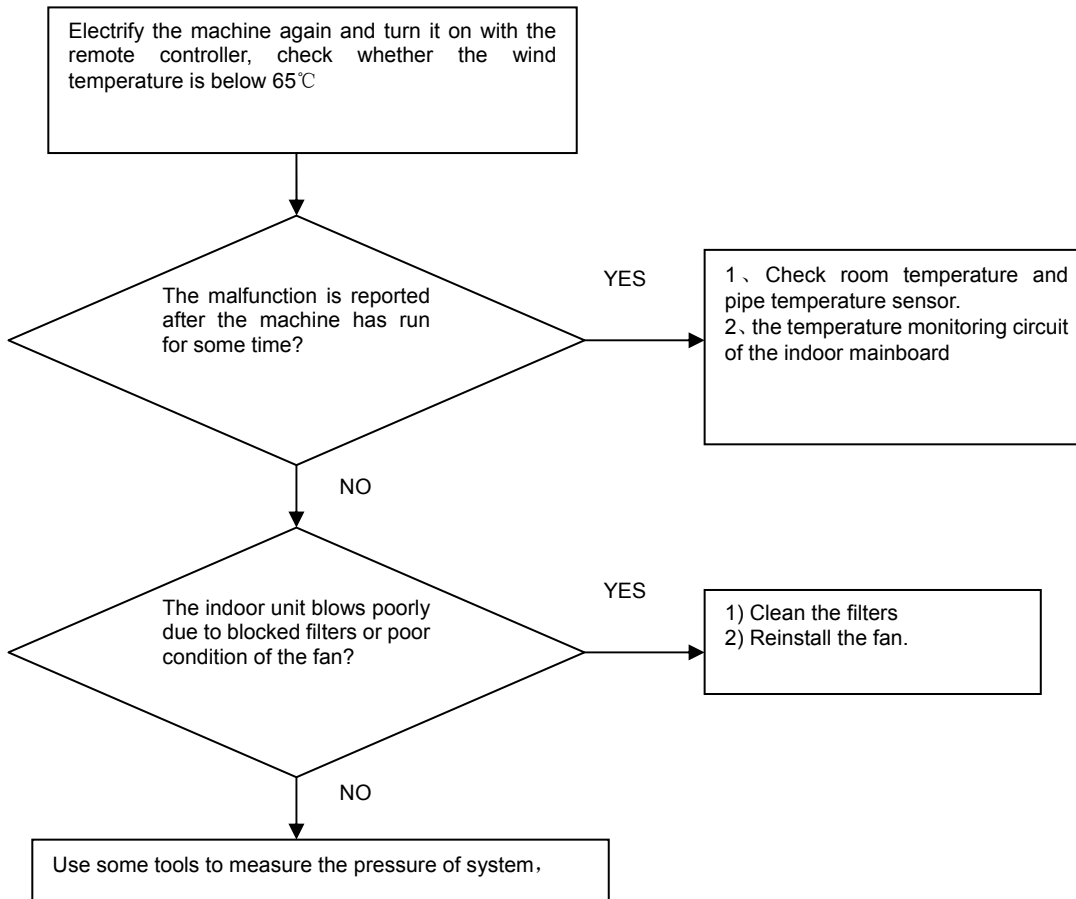 Electrify the machine again and turn it on with the
remote controller, check whether the wind
temperature is below 65℃
The malfunction is reported
after the machine has run
for some time?
YES
1、Check room temperature and
pipe temperature sensor.
2、the temperature monitoring circuit
of the indoor mainboard
NO
The indoor unit blows poorly
due to blocked filters or poor
condition of the fan?
YES
1) Clean the filters
2) Reinstall the fan.
NO
Use some tools to measure the pressure of system，